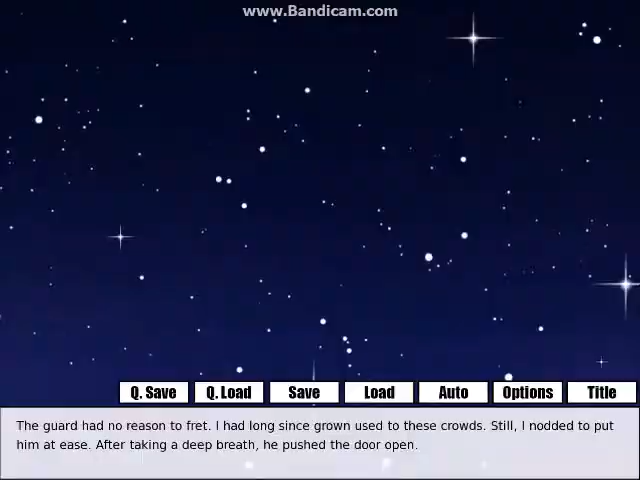 www.Bandicam.com
Q. Save Q. Load Save Load Auto Options Title
The guard had no reason to fret. I had long since grown used to these crowds. Still, I nodded to put
him at ease. After taking a deep breath, he pushed the door open.